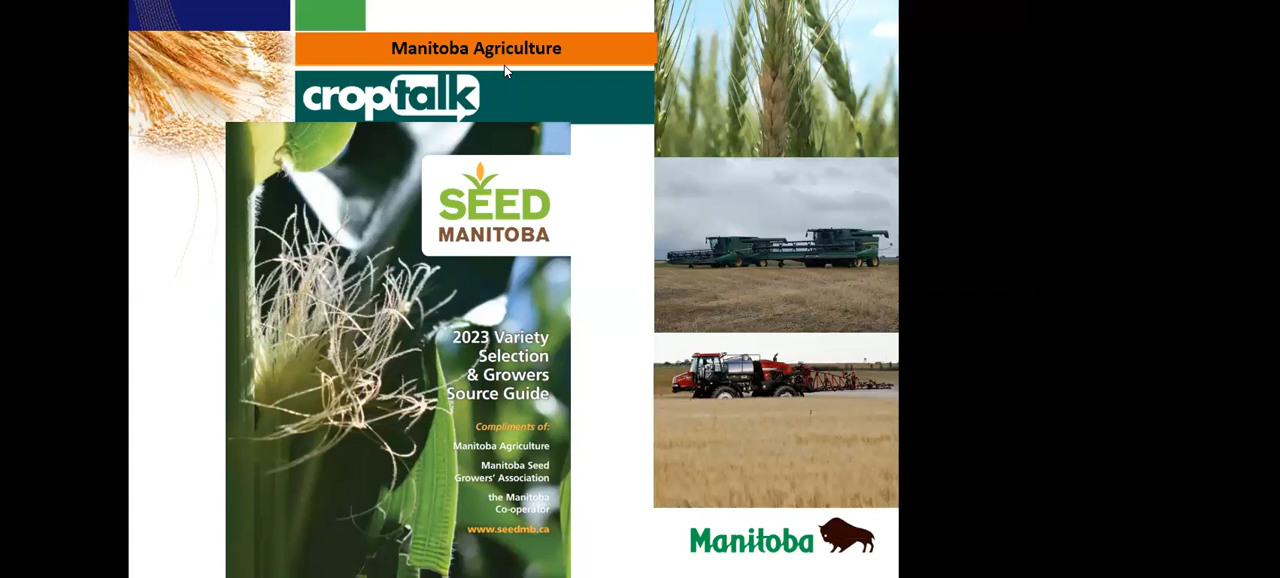 Manitoba Agriculture
croptalk
SEED
MANITOBA
2023 Variety
Selection
& Growers
Source Guide
Compliments of:
Manitoba Agriculture
Manitoba Seed
Growers' Association
the Manitoba
Co-operator
www.seedmb.ca
Manitoba